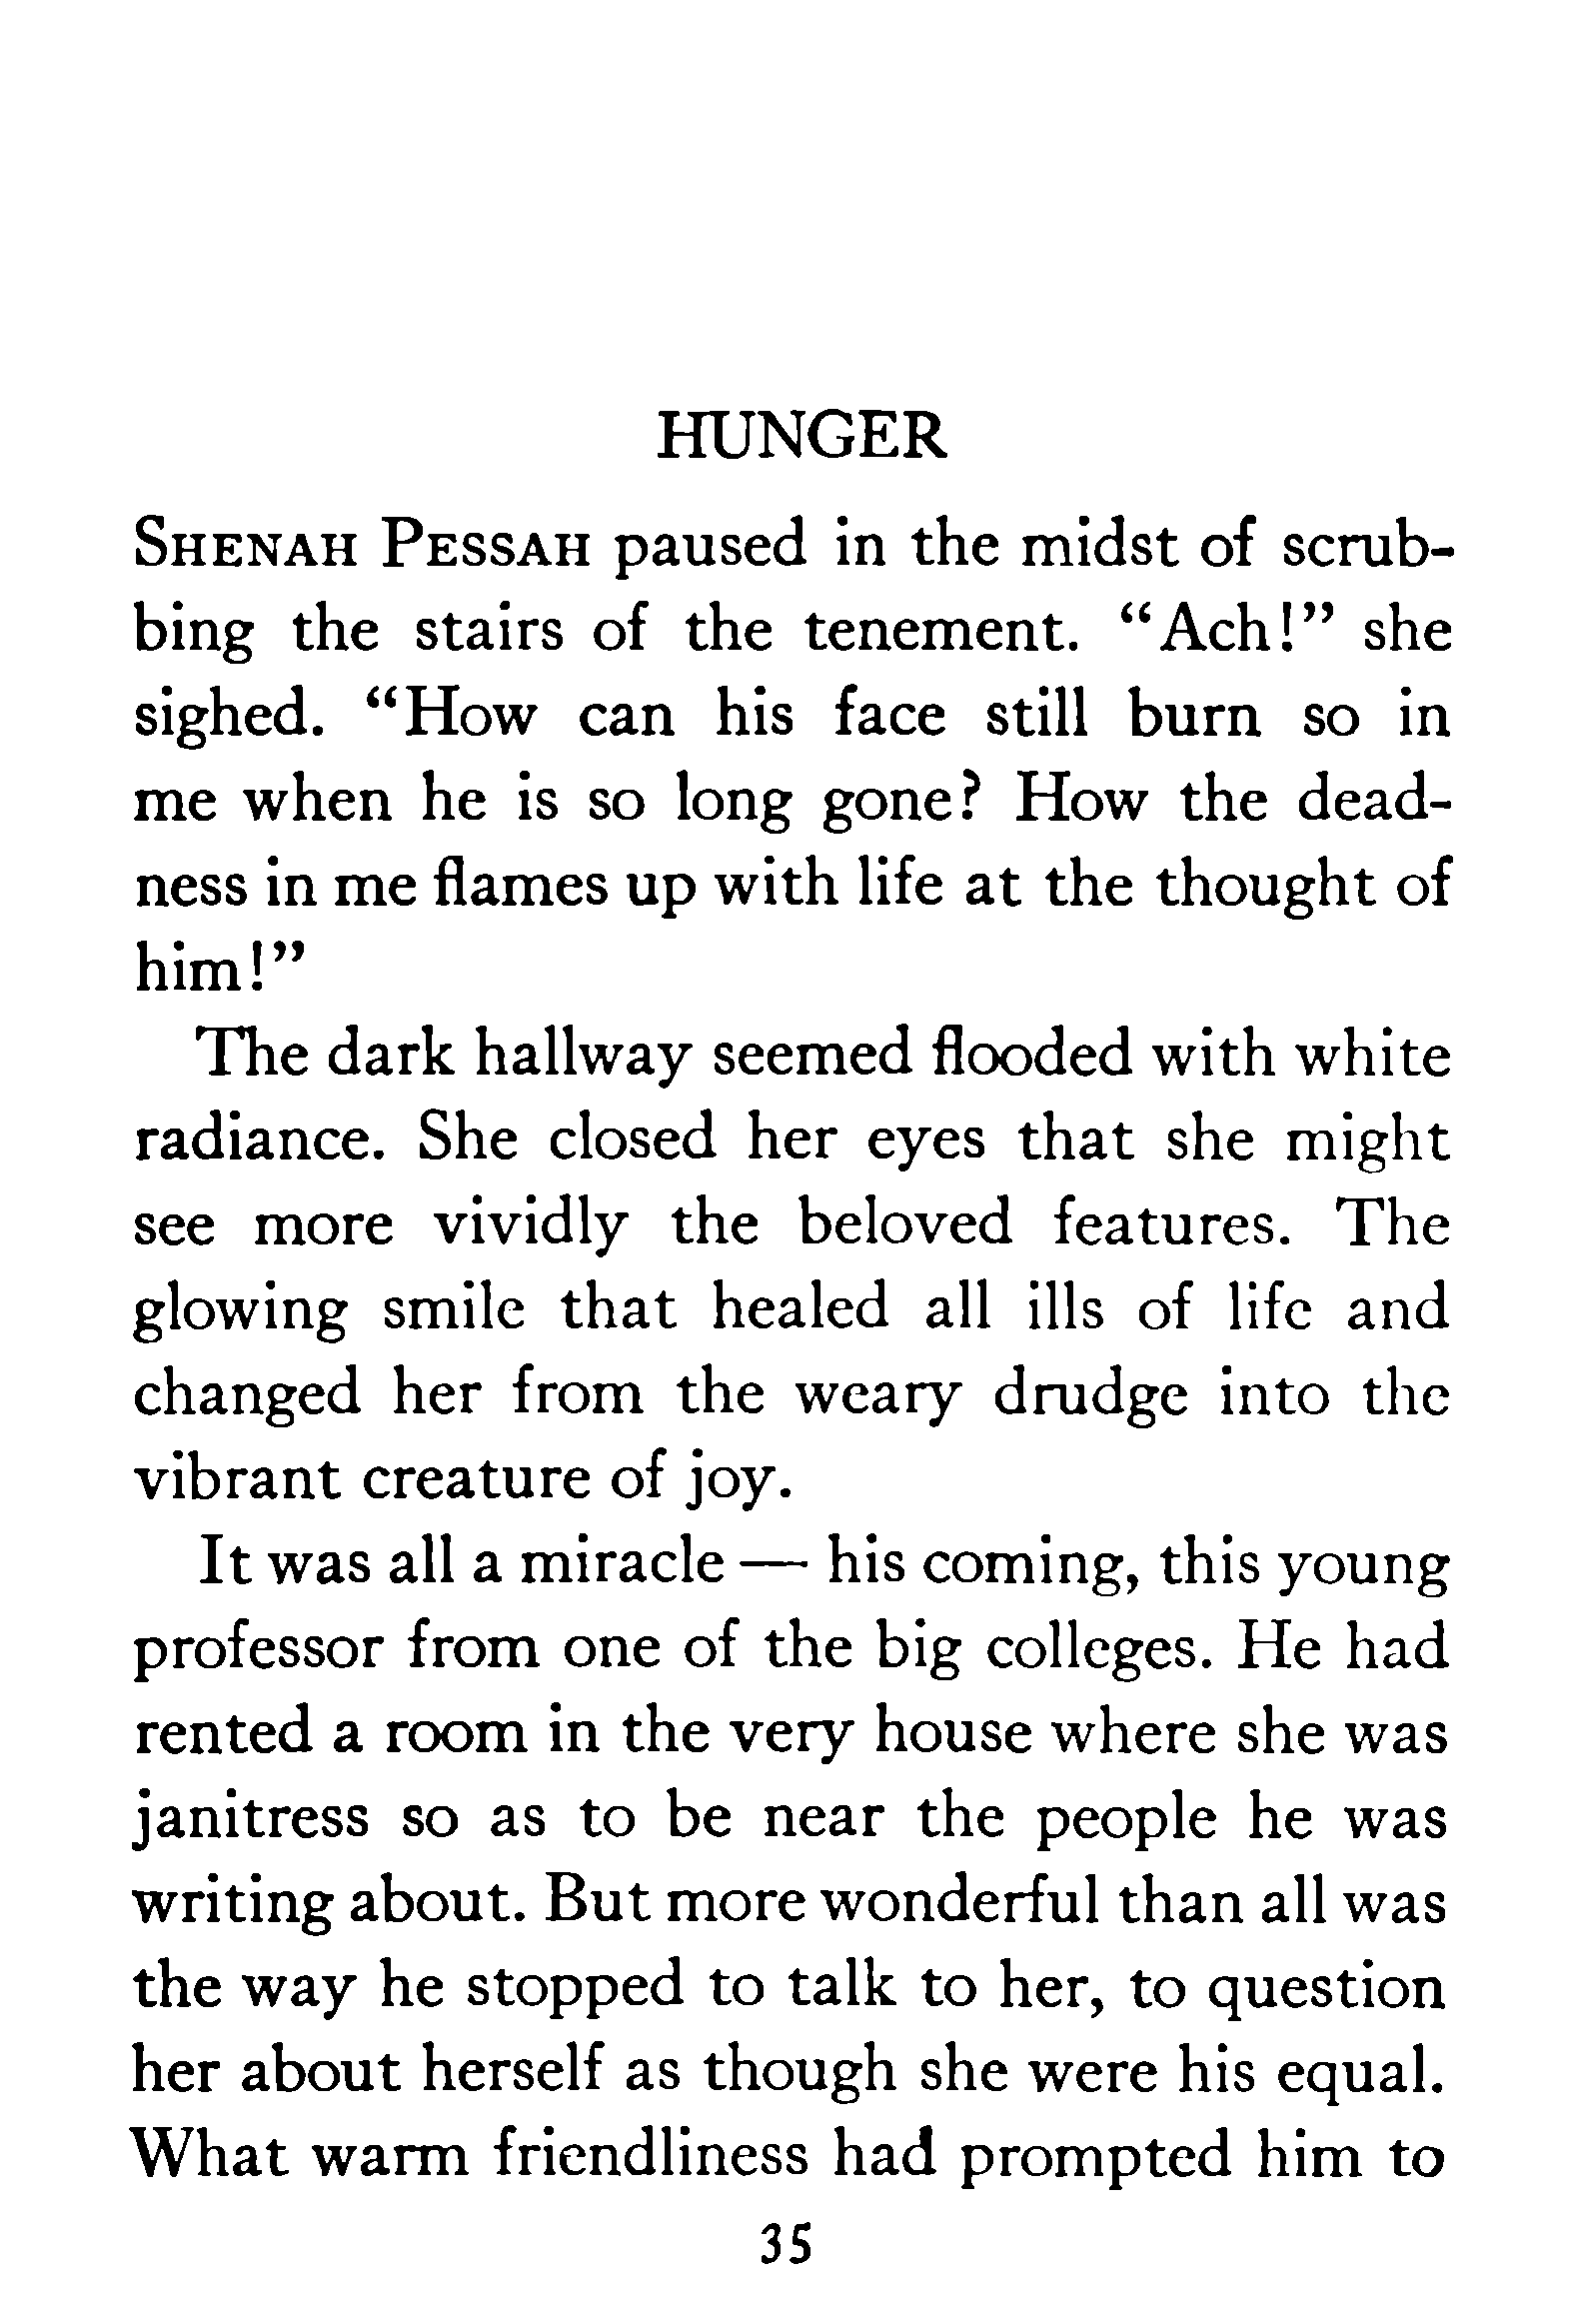 HUNGER
Shenah Pessah paused in the midst of scrub-
bing the stairs of the tenement. “Ach!” she
sighed. “How can his face still burn so in
me when he is so long gone? How the dead-
ness in me flames up with life at the thought of
him!”
The dark hallway seemed flooded with white
radiance. She closed her eyes that she might
see more vividly the beloved features. The
glowing smile that healed all ills of life and
changed her from the weary drudge into the
vibrant creature of joy.
It was all a miracle — his coming, this young
professor from one of the big colleges. He had
rented a room in the very house where she was
janitress so as to be near the people he was
writing about. But more wonderful than all was
the way he stopped to talk to her, to question
her about herself as though she were his equal.
What warm friendliness had prompted him to
35